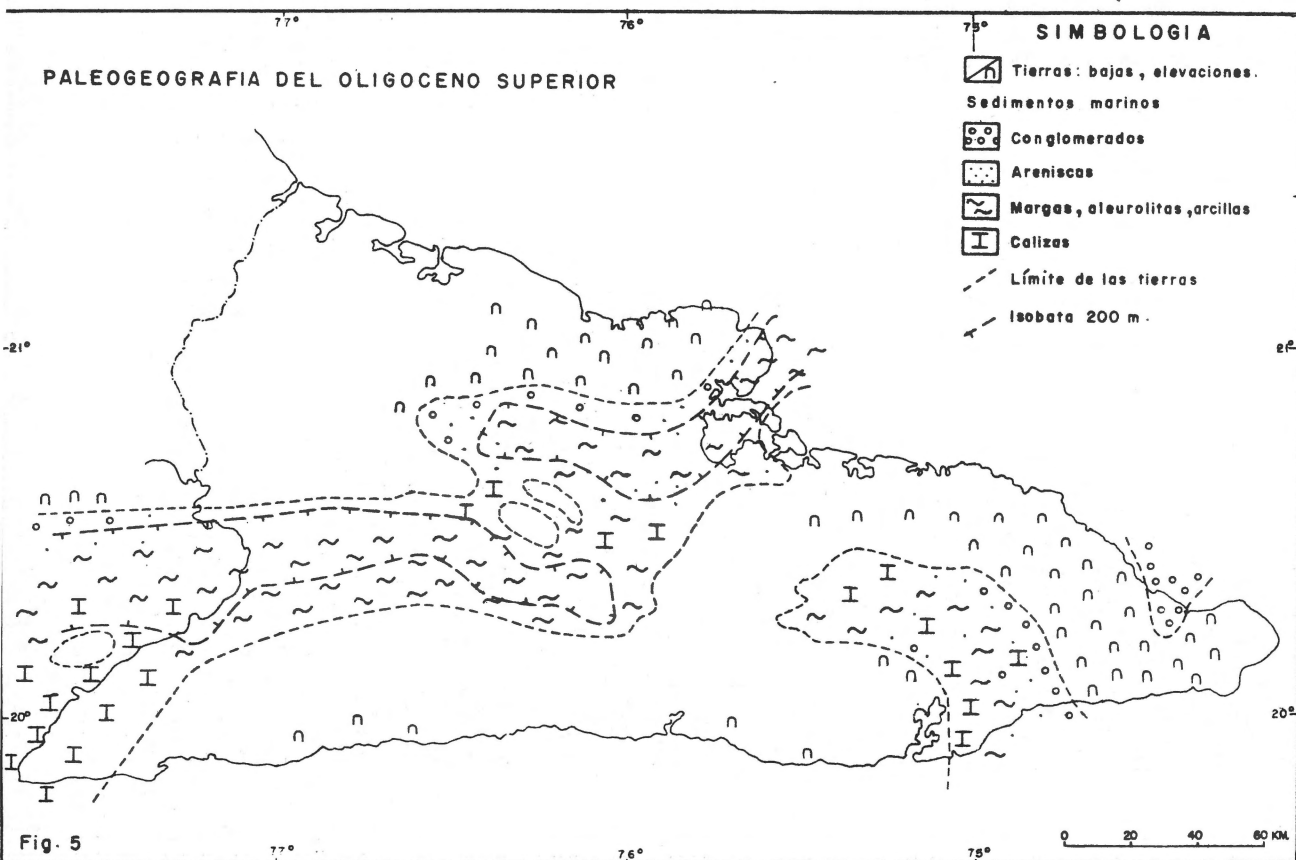 77° 76° 75°
PALEOGEOGRAFIA DEL OLIGOCENO SUPERIOR
SIMBOLOGIA
Tierras: bajas, elevaciones.
Sedimentos marinos
Conglomerados
Areniscas
Margas, aleurolitas, arcillas
Calizas
Límite de las tierras
Isobata 200 m.
21° 21°
20° 20°
Fig. 5
77° 76° 75°
0 20 40 60 KM.